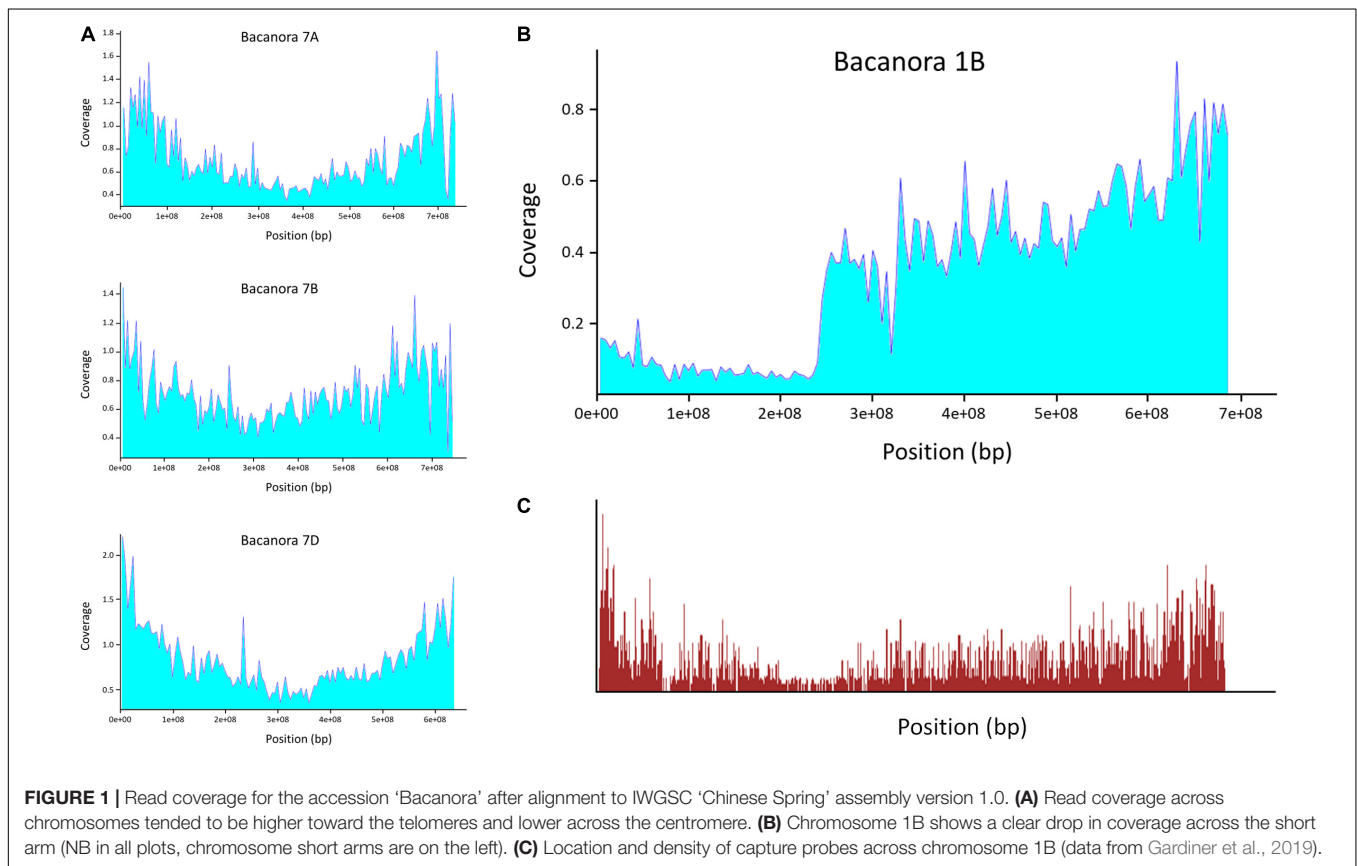 A
Bacanora 7A
1.8
1.6
1.4
1.2
1.0
0.8
0.6
0.4
Coverage
0e+00 1e+08 2e+08 3e+08 4e+08 5e+08 6e+08 7e+08
Position (bp)
Bacanora 7B
1.4
1.2
1.0
0.8
0.6
0.4
Coverage
0e+00 1e+08 2e+08 3e+08 4e+08 5e+08 6e+08 7e+08
Position (bp)
Bacanora 7D
2.0
1.5
1.0
0.5
Coverage
0e+00 1e+08 2e+08 3e+08 4e+08 5e+08 6e+08
Position (bp)
B
Bacanora 1B
0.8
0.6
0.4
0.2
Coverage
0e+00 1e+08 2e+08 3e+08 4e+08 5e+08 6e+08 7e+08
Position (bp)
C
Position (bp)
FIGURE 1 | Read coverage for the accession ‘Bacanora’ after alignment to IWGSC ‘Chinese Spring’ assembly version 1.0. (A) Read coverage across
chromosomes tended to be higher toward the telomeres and lower across the centromere. (B) Chromosome 1B shows a clear drop in coverage across the short
arm (NB in all plots, chromosome short arms are on the left). (C) Location and density of capture probes across chromosome 1B (data from Gardiner et al., 2019).